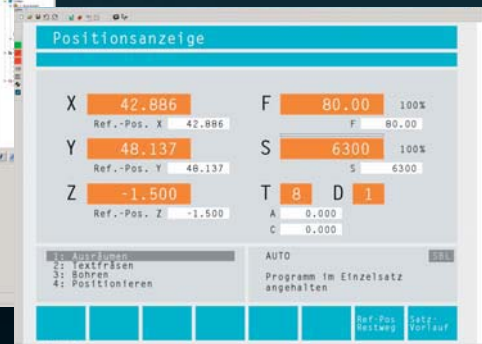 Positionsanzeige
X 42.886 F 80.00 100%
Ref.-Pos. X 42.886 F 80.00
Y 48.137 S 6300 100%
Ref.-Pos. Y 48.137 S 6300
Z -1.500 T 8 D 1
Ref.-Pos. Z -1.500 A 0.000
C 0.000
1: Ausräumen AUTO SBL
2: Textfräsen
3: Bohren Programm im Einzelsatz
4: Positionieren angehalten
Ref-Pos Satz-
Restweg Vorlauf